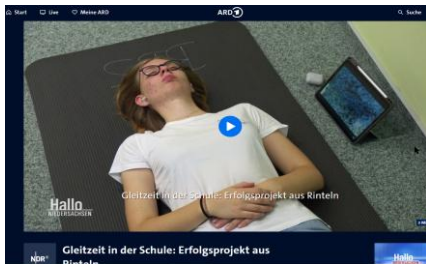 Start Live Meine ARD ARD 1 Suche
Gleitzeit in der Schule: Erfolgsprojekt aus Rinteln
Hallo
NIEDERSACHSEN
NDR Gleitzeit in der Schule: Erfolgsprojekt aus
Rinteln
Hallo